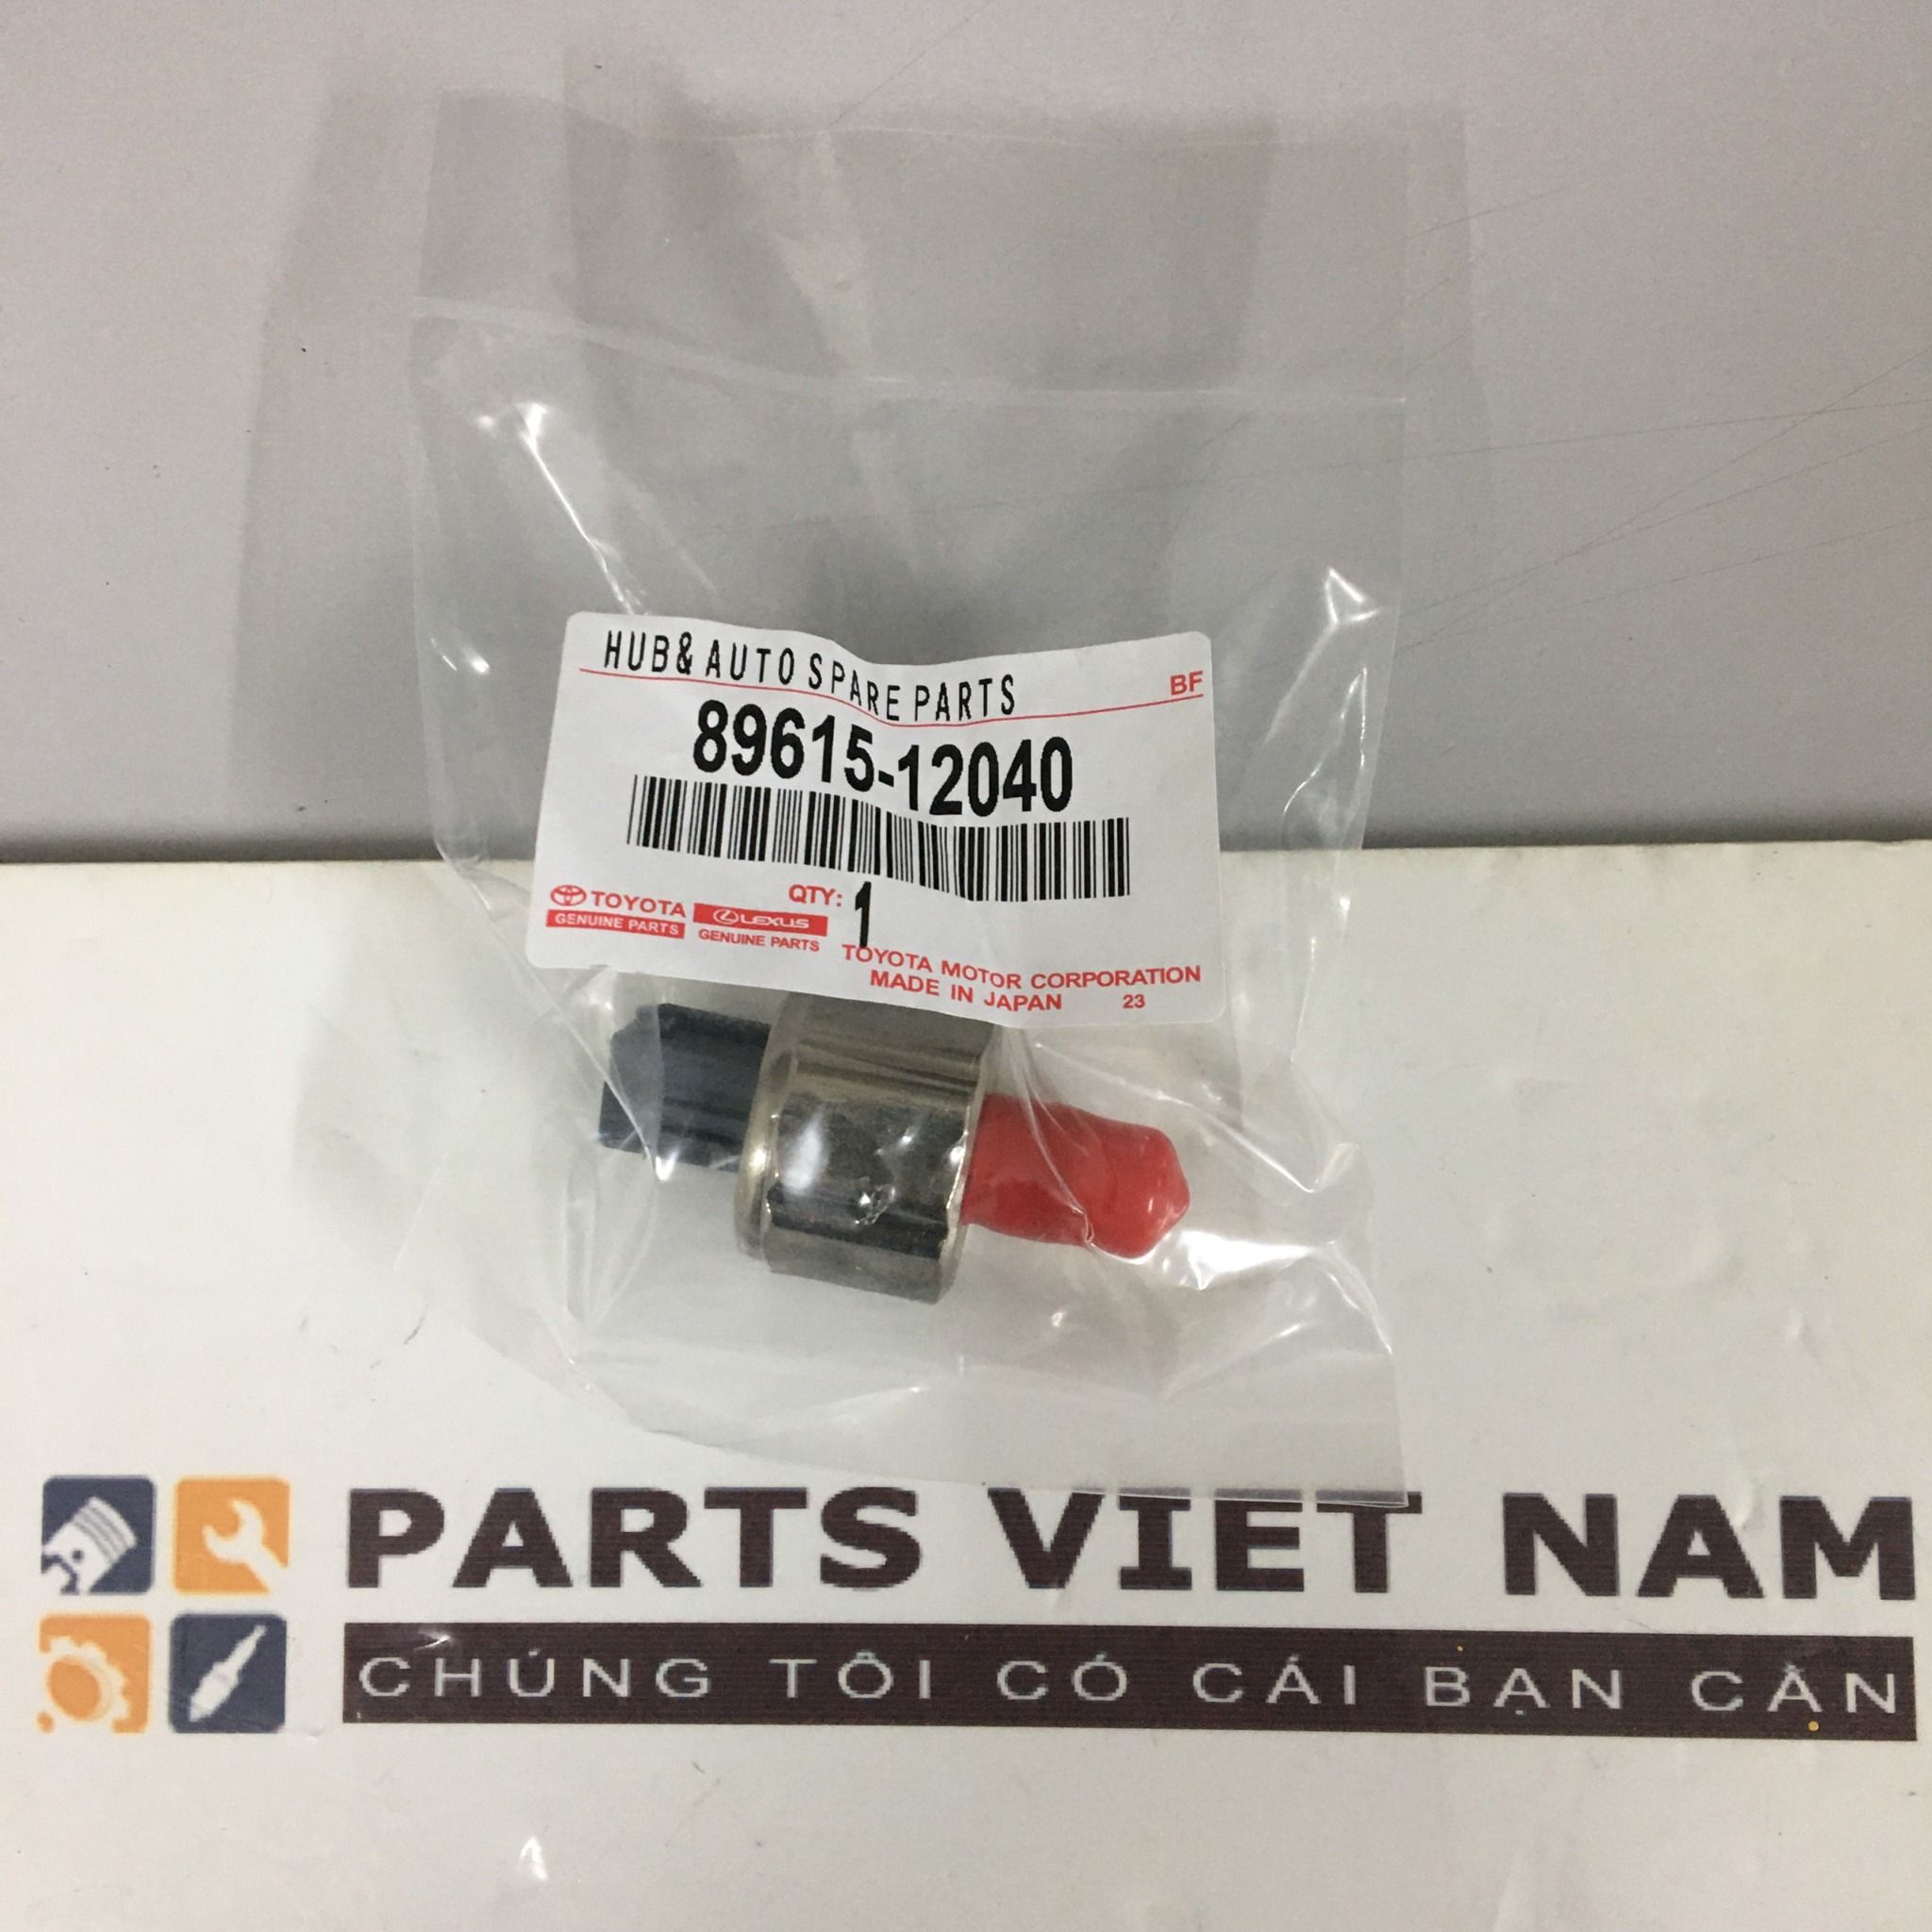 HUB& AUTO SPARE PARTS
BF
89615-12040
QTY: 1
TOYOTA
GENUINE PARTS
LEXUS
GENUINE PARTS
TOYOTA MOTOR CORPORATION
MADE IN JAPAN 23
PARTS VIET NAM
CHÚNG TÔI CÓ CÁI BẠN CẦN